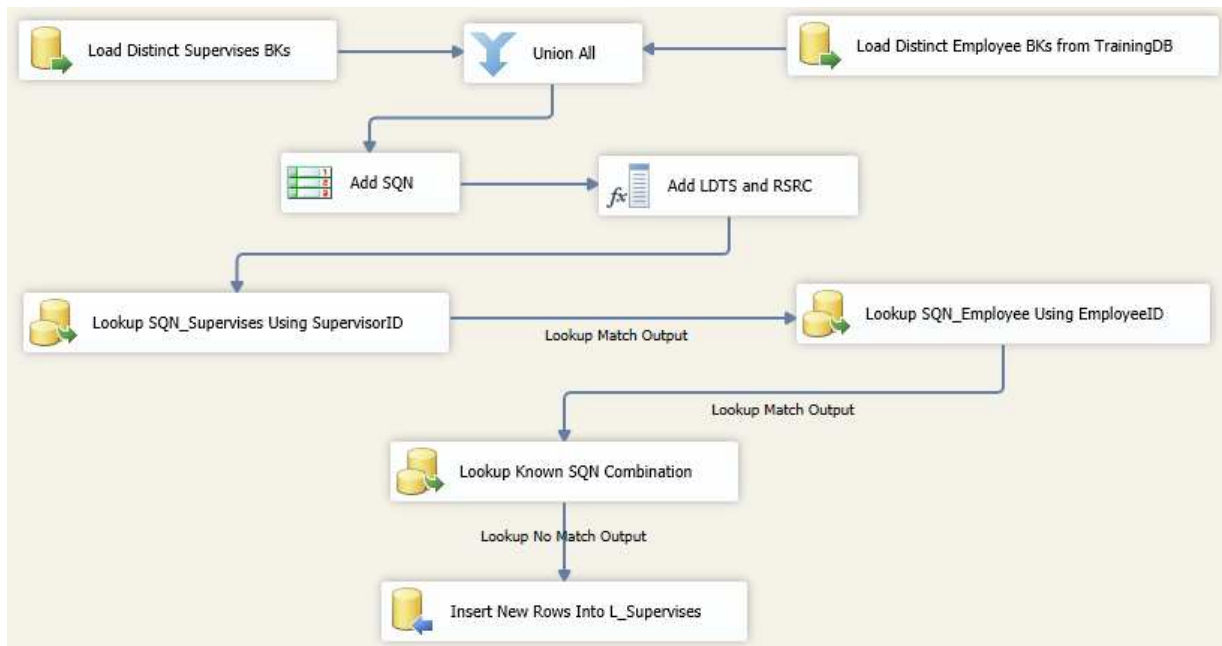 Load Distinct Supervises BKs
Union All
Load Distinct Employee BKs from TrainingDB
Add SQN
fx
Add LDTS and RSRC
Lookup SQN_Supervises Using SupervisorID
Lookup Match Output
Lookup SQN_Employee Using EmployeeID
Lookup Match Output
Lookup Known SQN Combination
Lookup No Match Output
Insert New Rows Into L_Supervises